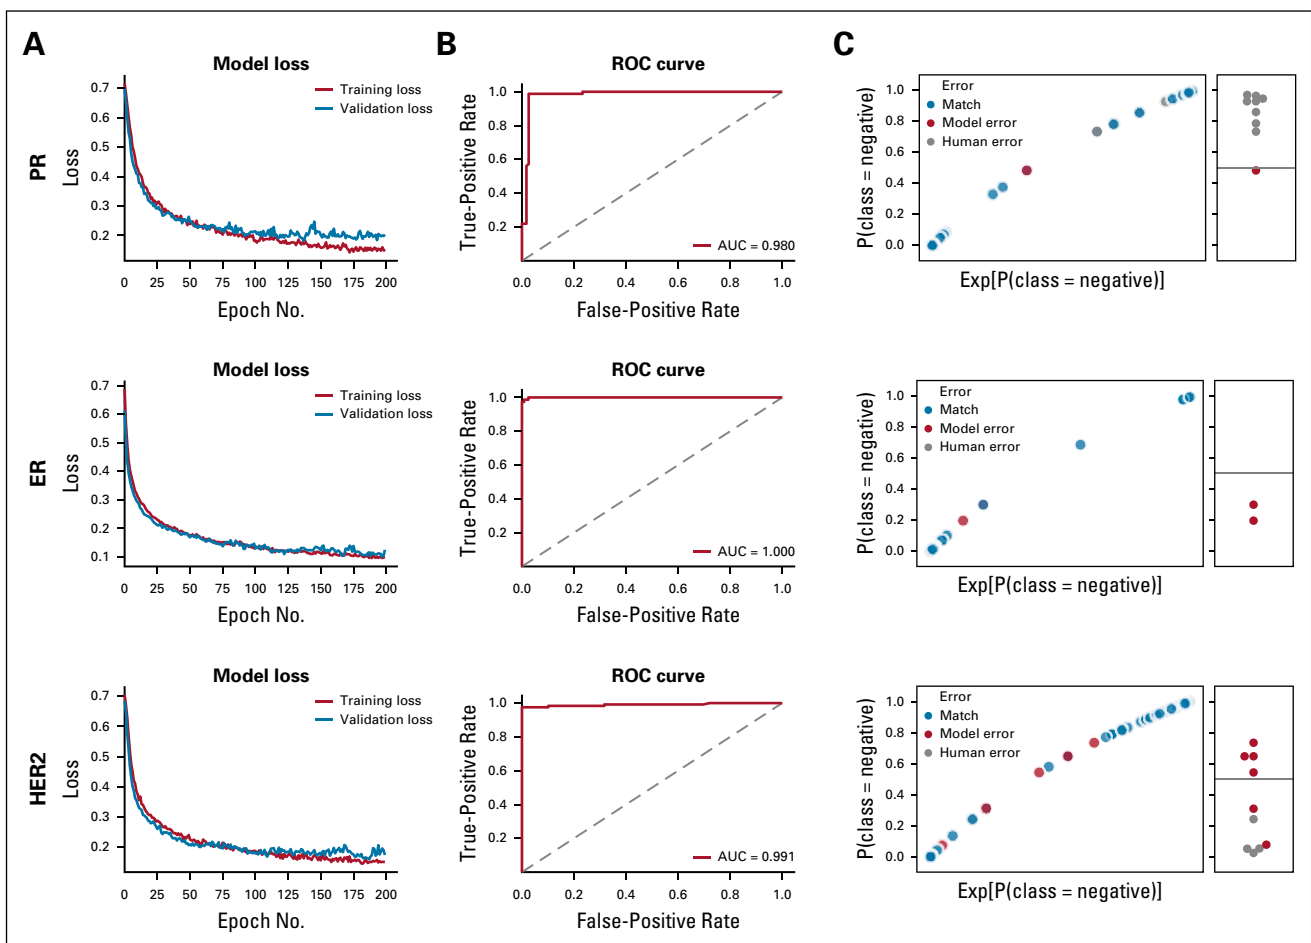 A
B
C
PR
Model loss
Training loss
Validation loss
Loss
0.7
0.6
0.5
0.4
0.3
0.2
0 25 50 75 100 125 150 175 200
Epoch No.
ROC curve
True-Positive Rate
1.0
0.8
0.6
0.4
0.2
AUC = 0.980
0.0 0.2 0.4 0.6 0.8 1.0
False-Positive Rate
P(class = negative)
1.0
0.8
0.6
0.4
0.2
0.0
Error
Match
Model error
Human error
Exp[P(class = negative)]
ER
Model loss
Training loss
Validation loss
Loss
0.7
0.6
0.5
0.4
0.3
0.2
0.1
0 25 50 75 100 125 150 175 200
Epoch No.
ROC curve
True-Positive Rate
1.0
0.8
0.6
0.4
0.2
AUC = 1.000
0.0 0.2 0.4 0.6 0.8 1.0
False-Positive Rate
P(class = negative)
1.0
0.8
0.6
0.4
0.2
0.0
Error
Match
Model error
Human error
Exp[P(class = negative)]
HER2
Model loss
Training loss
Validation loss
Loss
0.7
0.6
0.5
0.4
0.3
0.2
0 25 50 75 100 125 150 175 200
Epoch No.
ROC curve
True-Positive Rate
1.0
0.8
0.6
0.4
0.2
AUC = 0.991
0.0 0.2 0.4 0.6 0.8 1.0
False-Positive Rate
P(class = negative)
1.0
0.8
0.6
0.4
0.2
0.0
Error
Match
Model error
Human error
Exp[P(class = negative)]